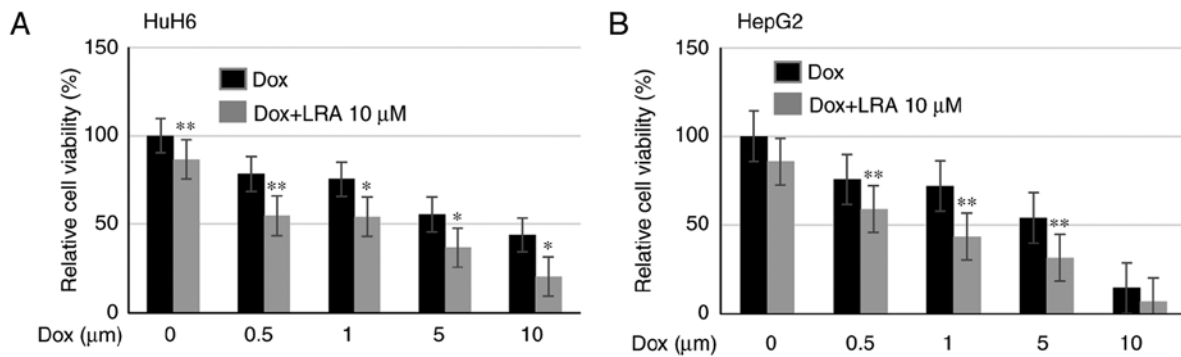 A
HuH6
150
100
50
0
Relative cell viability (%)
Dox
Dox+LRA 10 μM
**
**
*
*
*
Dox (μm)
0 0.5 1 5 10
B
HepG2
150
100
50
0
Relative cell viability (%)
Dox
Dox+LRA 10 μM
**
**
**
Dox (μm)
0 0.5 1 5 10